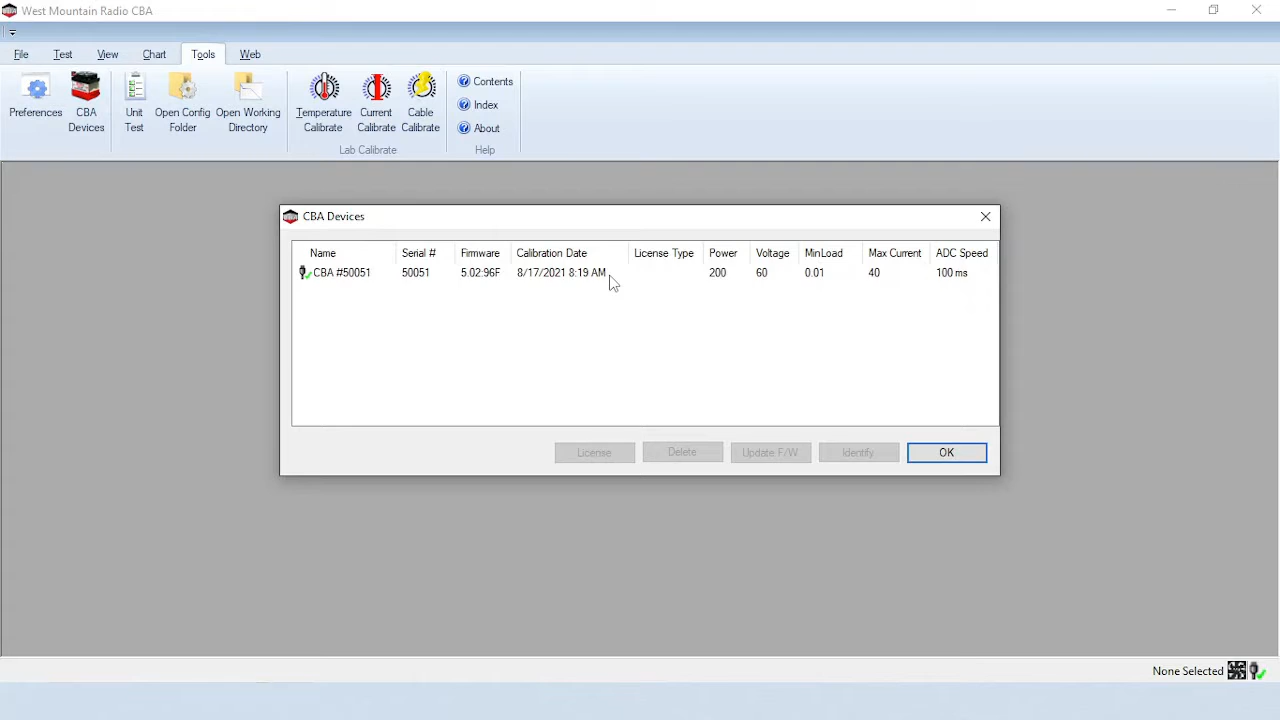 West Mountain Radio CBA
File Test View Chart Tools Web
Preferences
CBA Devices
Unit Test
Open Config Folder
Open Working Directory
Temperature Calibrate
Current Calibrate
Cable Calibrate
Lab Calibrate
Contents
Index
About
Help
CBA Devices
Name Serial # Firmware Calibration Date License Type Power Voltage MinLoad Max Current ADC Speed
CBA #50051 50051 5.02:96F 8/17/2021 8:19 AM 200 60 0.01 40 100 ms
License Delete Update F/W Identify OK
None Selected